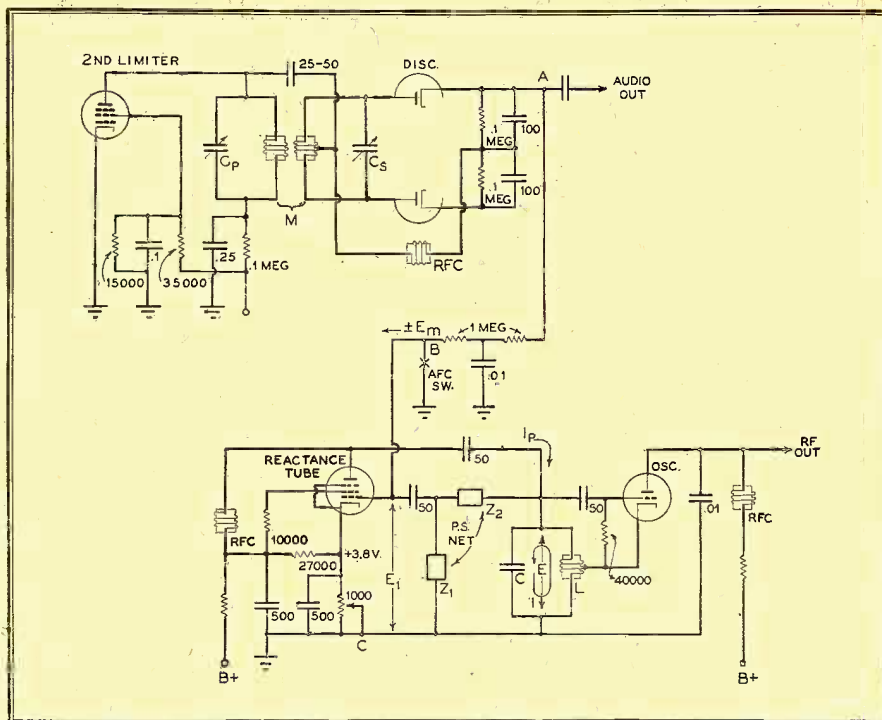 2ND LIMITER
25-50
DISC.
A
AUDIO
OUT
CP
M
CS
.1
MEG
100
.1
MEG
100
RFC
15000
.1
35000
.25
.1 MEG
±Em
B
1 MEG
AFC
SW.
.01
IP
REACTANCE
TUBE
50
OSC.
RF
OUT
RFC
10000
27000
+3.8V.
50
Z2
P.S.
NET
Z1
50
.01
RFC
E1
C
E
I
L
40000
500
500
1000
C
B+
B+